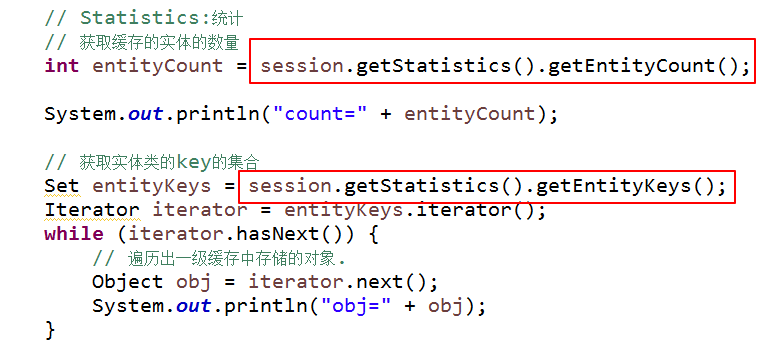 // Statistics:统计
// 获取缓存的实体的数量
int entityCount = session.getStatistics().getEntityCount();
System.out.println("count=" + entityCount);
// 获取实体类的key的集合
Set entityKeys = session.getStatistics().getEntityKeys();
Iterator iterator = entityKeys.iterator();
while (iterator.hasNext()) {
// 遍历出一级缓存中存储的对象.
Object obj = iterator.next();
System.out.println("obj=" + obj);
}